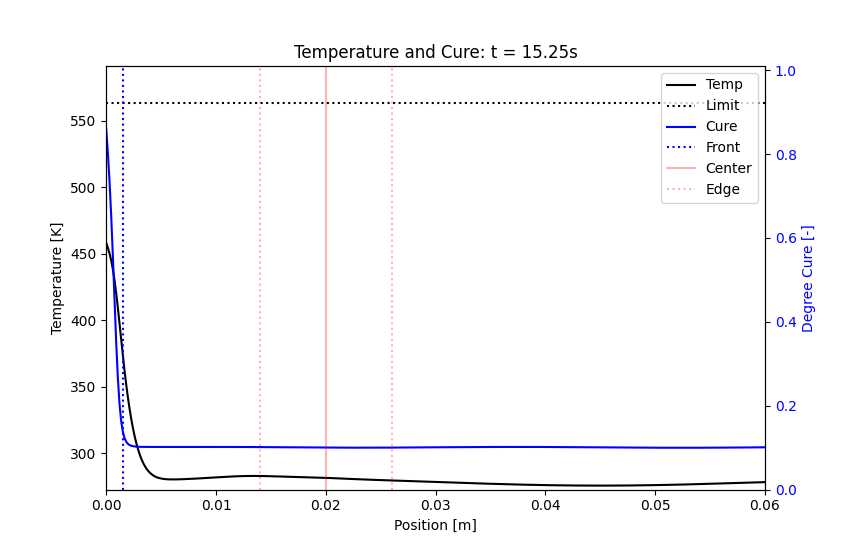 Temperature and Cure: t = 15.25s
Temp
Limit
Cure
Front
Center
Edge
Temperature [K]
550
500
450
400
350
300
Degree Cure [-]
1.0
0.8
0.6
0.4
0.2
0.0
0.00 0.01 0.02 0.03 0.04 0.05 0.06
Position [m]